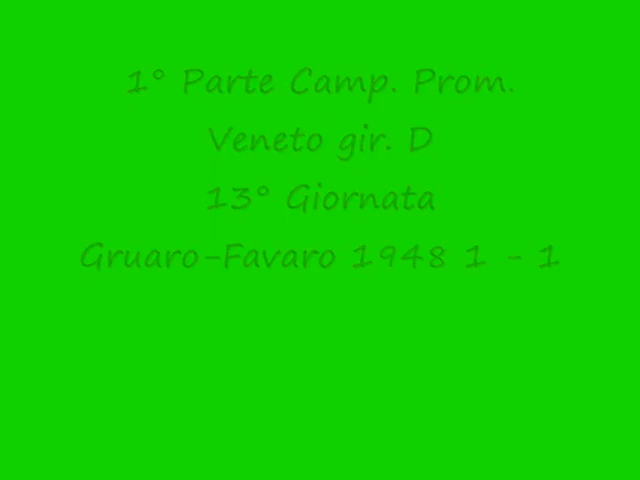 1° Parte Camp. Prom.
Veneto gir. D
13° Giornata
Gruaro-Favaro 1948 1 - 1